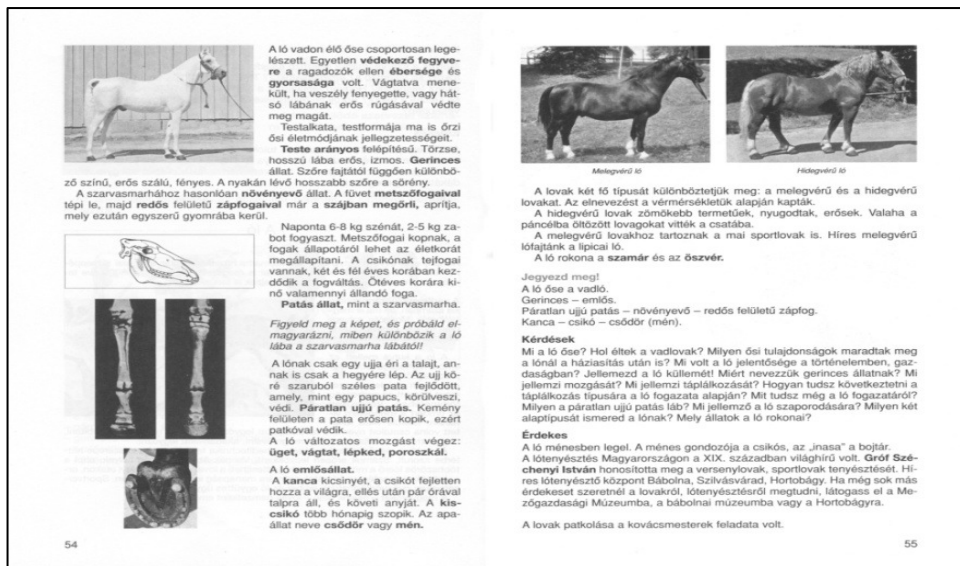 A ló vadon élő őse csoportosan lege-
lészett. Egyetlen védekező fegyve-
re a ragadozók ellen ébersége és
gyorsasága volt. Vágtatva mene-
kült, ha veszély fenyegette, vagy hát-
só lábának erős rúgásával védte
meg magát.
Testalkata, testformája ma is őrzi
ősi életmódjának jellegzetességeit.
Teste arányos felépítésű. Törzse,
hosszú lába erős, izmos. Gerinces
állat. Szőre fajtától függően különbö-
ző színű, erős szálú, fényes. A nyakán lévő hosszabb szőre a sörény.
A szarvasmarhához hasonlóan növényevő állat. A füvet metszőfogaival
tépi le, majd redős felületű zápfogaival már a szájban megőrli, aprítja,
mely ezután egyszerű gyomrába kerül.
Naponta 6-8 kg szénát, 2-5 kg za-
bot fogyaszt. Metszőfogai kopnak, a
fogak állapotáról lehet az életkorát
megállapítani. A csikónak tejfogai
vannak, két és fél éves korában kez-
dődik a fogváltás. Ötéves korára ki-
nő valamennyi állandó foga.
Patás állat, mint a szarvasmarha.
Figyeld meg a képet, és próbáld el-
magyarázni, miben különbözik a ló
lába a szarvasmarha lábától!
A lónak csak egy ujja éri a talajt, an-
nak is csak a hegyére lép. Az ujj kö-
ré szaruból széles pata fejlődött,
amely, mint egy papucs, körülveszi,
védi. Páratlan ujjú patás. Kemény
felületen a pata erősen kopik, ezért
patkóval védik.
A ló változatos mozgást végez:
üget, vágtat, lépked, poroszkál.
A ló emlősállat.
A kanca kicsinyét, a csikót fejletten
hozza a világra, ellés után pár órával
talpra áll, és követi anyját. A kis-
csikó több hónapig szopik. Az apa-
állat neve csődör vagy mén.
54
Melegvérű ló
Hidegvérű ló
A lovak két fő típusát különböztetjük meg: a melegvérű és a hidegvérű
lovakat. Az elnevezést a vérmérsékletük alapján kapták.
A hidegvérű lovak zömökebb termetűek, nyugodtak, erősek. Valaha a
páncélba öltözött lovagokat vitték a csatába.
A melegvérű lovakhoz tartoznak a mai sportlovak is. Híres melegvérű
lófajtánk a lipicai ló.
A ló rokona a szamár és az öszvér.
Jegyezd meg!
A ló őse a vadló.
Gerinces – emlős.
Páratlan ujjú patás – növényevő – redős felületű zápfog.
Kanca – csikó – csődör (mén).
Kérdések
Mi a ló őse? Hol éltek a vadlovak? Milyen ősi tulajdonságok maradtak meg
a lónál a háziasítás után is? Mi volt a ló jelentősége a történelemben, gaz-
daságban? Jellemezd a ló küllemét! Miért nevezzük gerinces állatnak? Mi
jellemzi mozgását? Mi jellemzi táplálkozását? Hogyan tudsz következtetni a
táplálkozás típusára a ló fogazata alapján? Mit tudsz még a ló fogazatáról?
Milyen a páratlan ujjú patás láb? Mi jellemző a ló szaporodására? Milyen két
alaptípusát ismered a lónak? Mely állatok a ló rokonai?
Érdekes
A ló ménesben legel. A ménes gondozója a csikós, az „inasa” a bojtár.
A lótenyésztés Magyarországon a XIX. században világhírű volt. Gróf Szé-
chenyi István honosította meg a versenylovak, sportlovak tenyésztését. Hí-
res lótenyésztő központ Bábolna, Szilvásvárad, Hortobágy. Ha még sok más
érdekeset szeretnél a lovakról, lótenyésztésről megtudni, látogass el a Me-
zőgazdasági Múzeumba, a bábolnai múzeumba vagy a Hortobágyra.
A lovak patkolása a kovácsmesterek feladata volt.
55